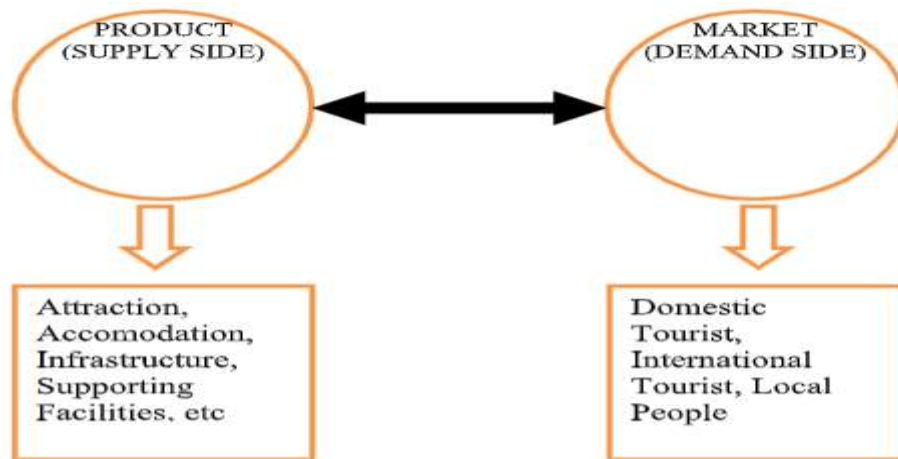 PRODUCT
(SUPPLY SIDE)
MARKET
(DEMAND SIDE)
Attraction,
Accomodation,
Infrastructure,
Supporting
Facilities, etc
Domestic
Tourist,
International
Tourist, Local
People